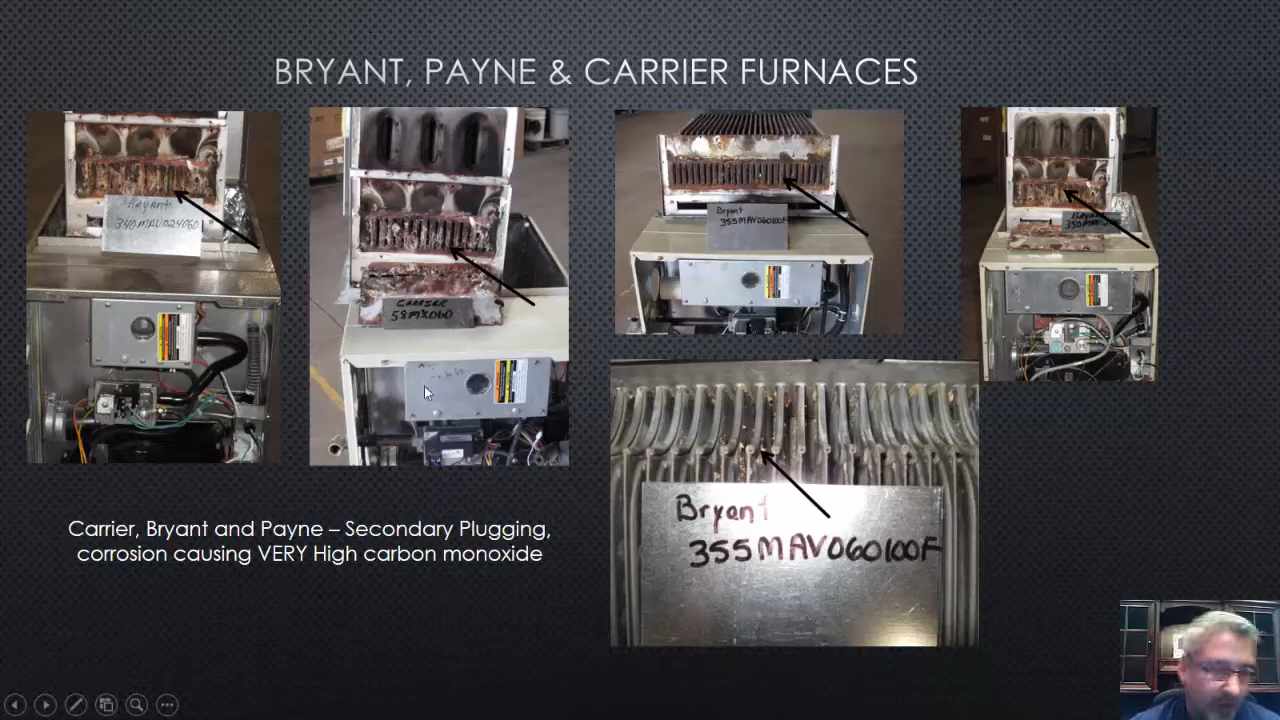 BRYANT, PAYNE & CARRIER FURNACES
Bryant
340MAV024060
CARRIER
58MX060
Bryant
355MAV060100F
Bryant
Bryant
355MAV060100F
Carrier, Bryant and Payne – Secondary Plugging,
corrosion causing VERY High carbon monoxide